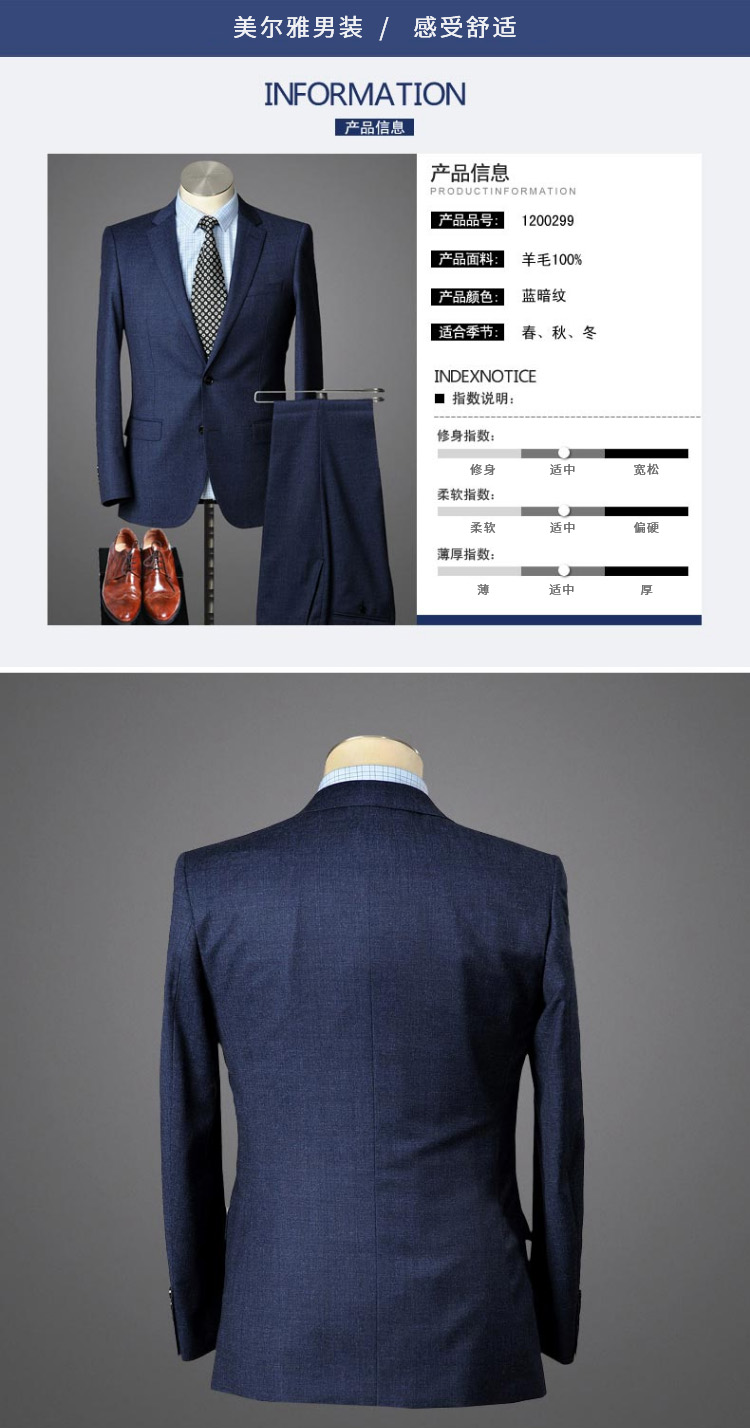 美尔雅男装 / 感受舒适
INFORMATION
产品信息
产品信息
PRODUCTINFORMATION
产品品号: 1200299
产品面料: 羊毛100%
产品颜色: 蓝暗纹
适合季节: 春、秋、冬
INDEXNOTICE
■ 指数说明:
修身指数:
修身 适中 宽松
柔软指数:
柔软 适中 偏硬
薄厚指数:
薄 适中 厚